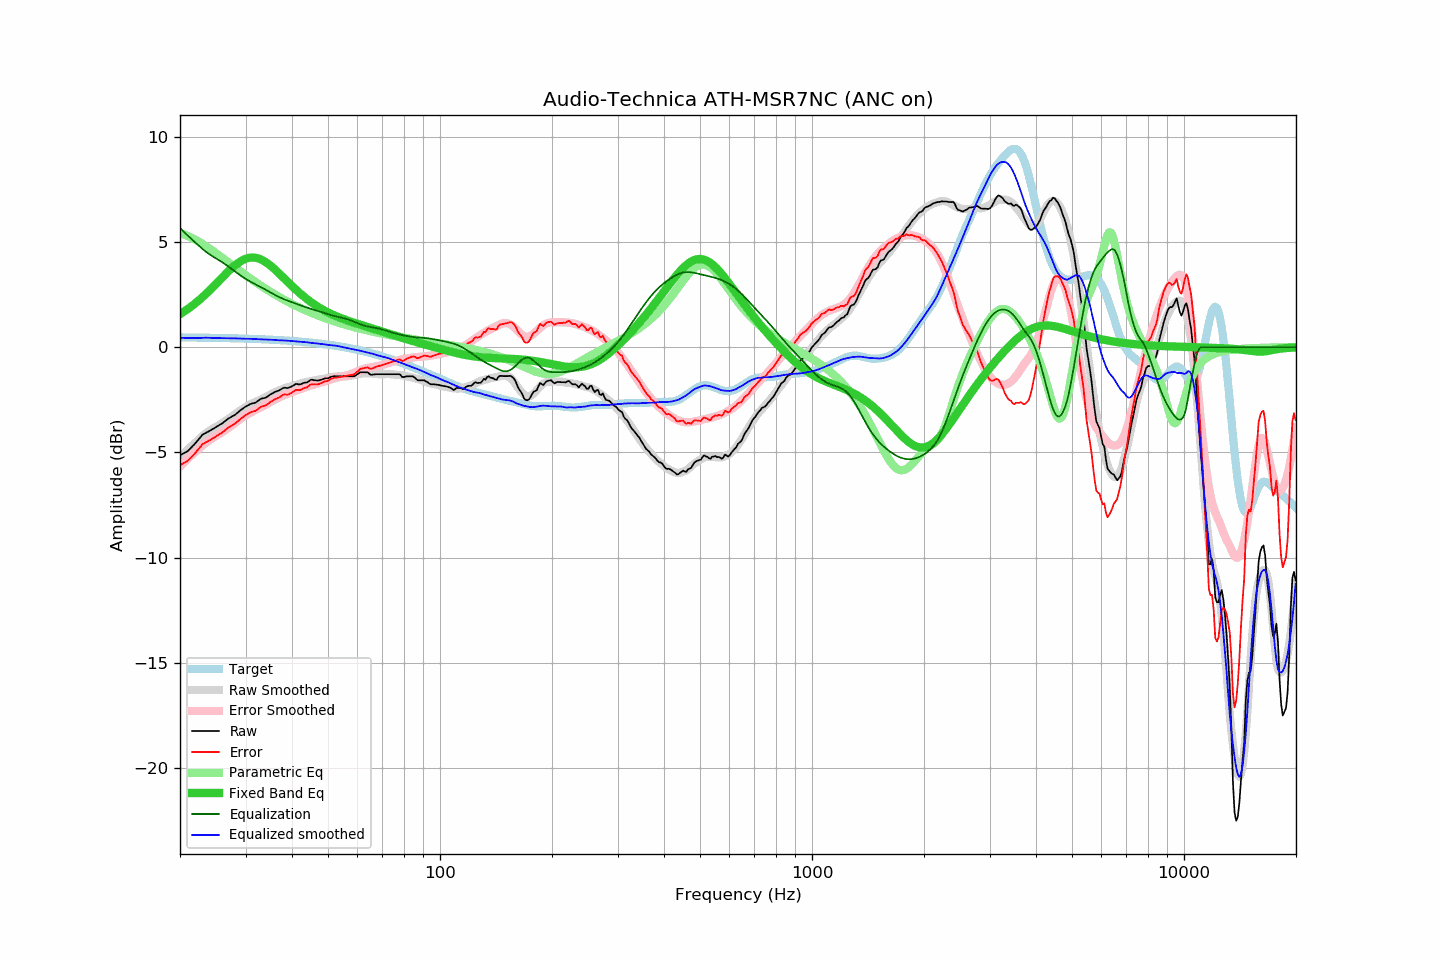 Audio-Technica ATH-MSR7NC (ANC on)
10
5
0
−5
−10
−15
−20
Amplitude (dBr)
Target
Raw Smoothed
Error Smoothed
Raw
Error
Parametric Eq
Fixed Band Eq
Equalization
Equalized smoothed
100 1000 10000
Frequency (Hz)